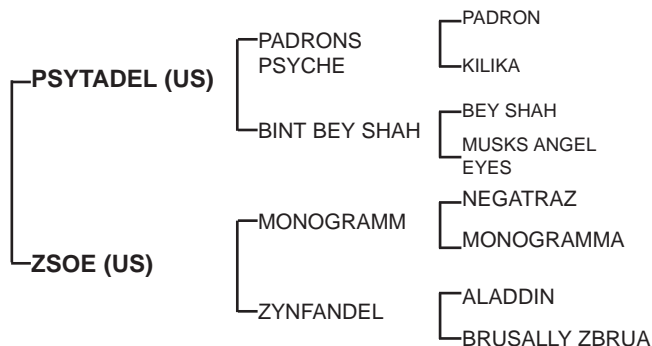 PADRON
PADRONS
PSYCHE
KILIKA
PSYTADEL (US)
BEY SHAH
BINT BEY SHAH
MUSKS ANGEL
EYES
NEGATRAZ
MONOGRAMM
MONOGRAMMA
ZSOE (US)
ALADDIN
ZYNFANDEL
BRUSALLY ZBRUA